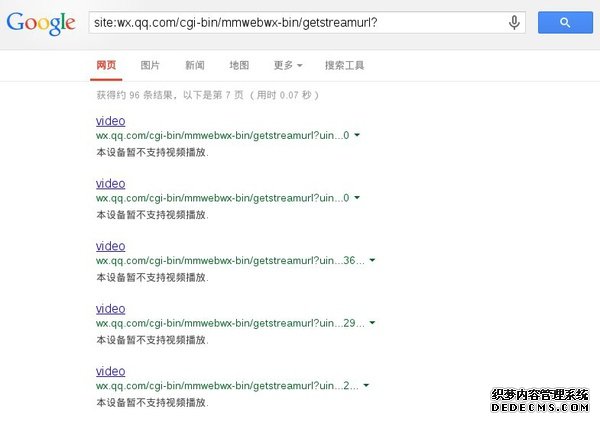 Google
site:wx.qq.com/cgi-bin/mmwebwx-bin/getstreamurl?
网页 图片 新闻 地图 更多 搜索工具
获得约 96 条结果，以下是第 7 页 （用时 0.07 秒）
video
wx.qq.com/cgi-bin/mmwebwx-bin/getstreamurl?uin...0
本设备暂不支持视频播放.
video
wx.qq.com/cgi-bin/mmwebwx-bin/getstreamurl?uin...0
本设备暂不支持视频播放.
video
wx.qq.com/cgi-bin/mmwebwx-bin/getstreamurl?uin...36...
本设备暂不支持视频播放.
video
wx.qq.com/cgi-bin/mmwebwx-bin/getstreamurl?uin...29...
本设备暂不支持视频播放.
video
wx.qq.com/cgi-bin/mmwebwx-bin/getstreamurl?uin...2...
本设备暂不支持视频播放.
织梦内容管理系统
DEDECMS.COM